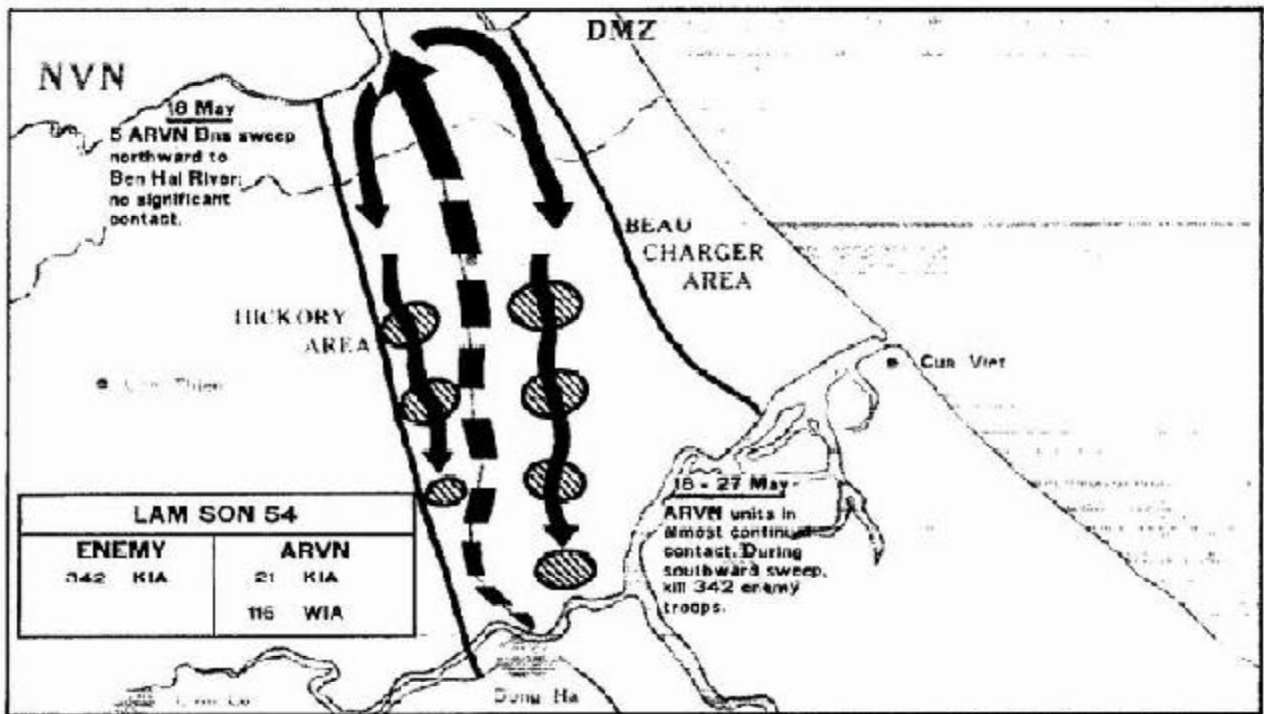 DMZ
NVN
18 May
5 ARVN Bns sweep
northward to
Ben Hai River;
no significant
contact.
BEAU
CHARGER
AREA
HICKORY
AREA
Con Thien
Cua Viet
18 - 27 May
ARVN units in
almost continual
contact. During
southward sweep,
kill 342 enemy
troops.
LAM SON 54
ENEMY ARVN
342 KIA 21 KIA
WIA
Dong Ha